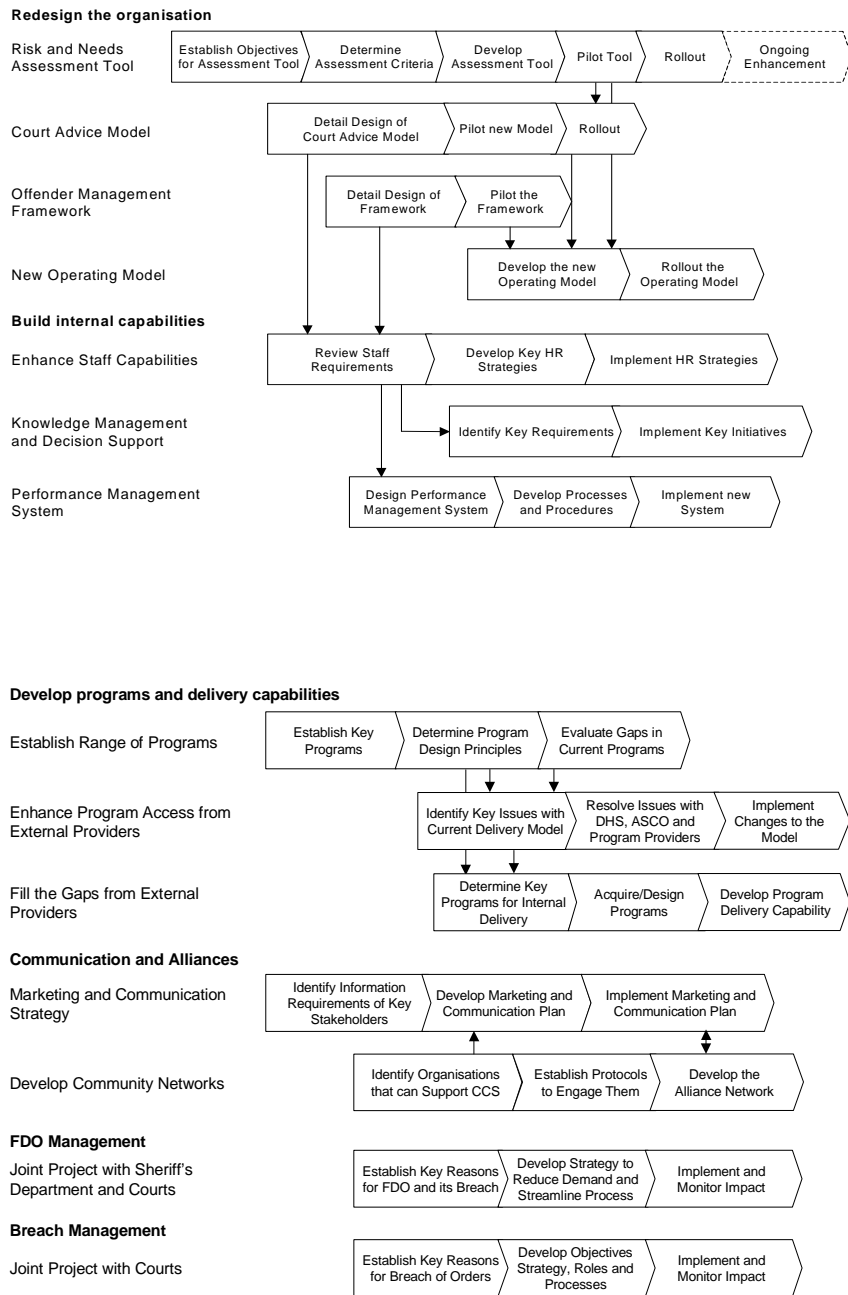 Redesign the organisation
Risk and Needs
Assessment Tool
Establish Objectives
for Assessment Tool
Determine
Assessment Criteria
Develop
Assessment Tool
Pilot Tool
Rollout
Ongoing
Enhancement
Court Advice Model
Detail Design of
Court Advice Model
Pilot new Model
Rollout
Offender Management
Framework
Detail Design of
Framework
Pilot the
Framework
New Operating Model
Develop the new
Operating Model
Rollout the
Operating Model
Build internal capabilities
Enhance Staff Capabilities
Review Staff
Requirements
Develop Key HR
Strategies
Implement HR Strategies
Knowledge Management
and Decision Support
Identify Key Requirements
Implement Key Initiatives
Performance Management
System
Design Performance
Management System
Develop Processes
and Procedures
Implement new
System
Develop programs and delivery capabilities
Establish Range of Programs
Establish Key
Programs
Determine Program
Design Principles
Evaluate Gaps in
Current Programs
Enhance Program Access from
External Providers
Identify Key Issues with
Current Delivery Model
Resolve Issues with
DHS, ASCO and
Program Providers
Implement
Changes to the
Model
Fill the Gaps from External
Providers
Determine Key
Programs for Internal
Delivery
Acquire/Design
Programs
Develop Program
Delivery Capability
Communication and Alliances
Marketing and Communication
Strategy
Identify Information
Requirements of Key
Stakeholders
Develop Marketing and
Communication Plan
Implement Marketing and
Communication Plan
Develop Community Networks
Identify Organisations
that can Support CCS
Establish Protocols
to Engage Them
Develop the
Alliance Network
FDO Management
Joint Project with Sheriff's
Department and Courts
Establish Key Reasons
for FDO and its Breach
Develop Strategy to
Reduce Demand and
Streamline Process
Implement and
Monitor Impact
Breach Management
Joint Project with Courts
Establish Key Reasons
for Breach of Orders
Develop Objectives
Strategy, Roles and
Processes
Implement and
Monitor Impact